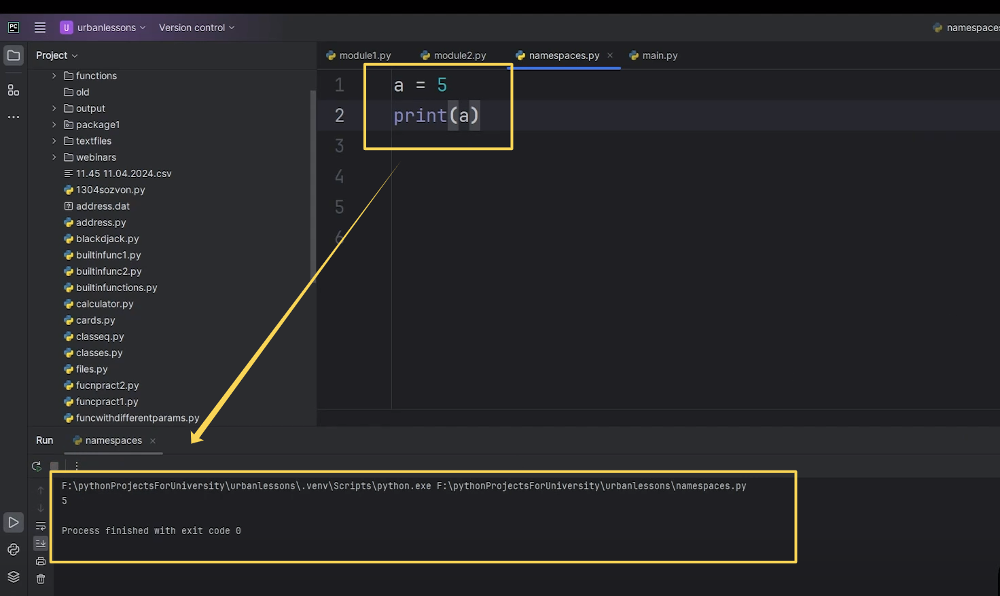 PC
U urbanlessons Version control
namespaces
Project
module1.py module2.py namespaces.py main.py
functions
old
output
package1
textfiles
webinars
11.45 11.04.2024.csv
1304sozvon.py
address.dat
address.py
blackdjack.py
builtinfunc1.py
builtinfunc2.py
builtinfunctions.py
calculator.py
cards.py
classeq.py
classes.py
files.py
fucnpract2.py
funcpract1.py
funcwithdifferentparams.py
1 a = 5
2 print(a)
3
4
5
6
Run namespaces
F:\pythonProjectsForUniversity\urbanlessons\.venv\Scripts\python.exe F:\pythonProjectsForUniversity\urbanlessons\namespaces.py
5
Process finished with exit code 0